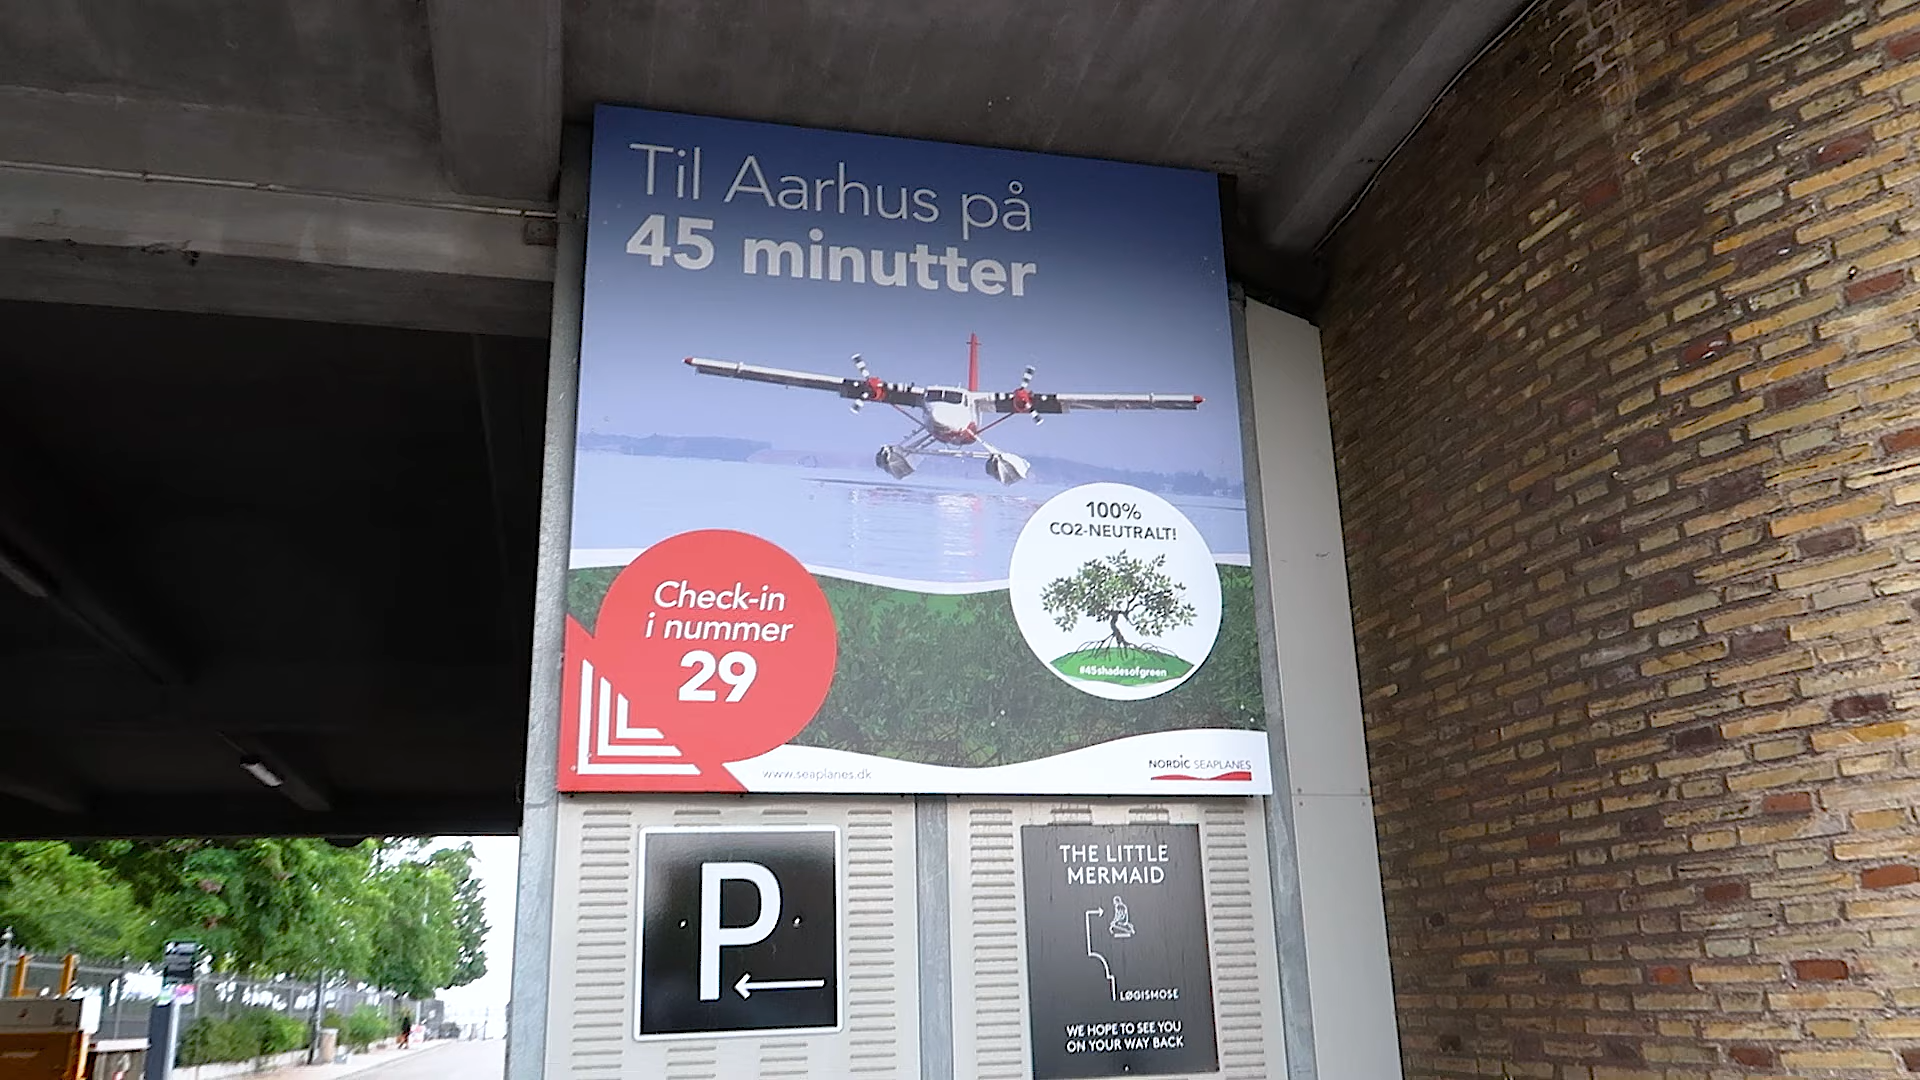 Til Aarhus på
45 minutter
100%
CO2-NEUTRALT!
#45shadesofgreen
Check-in
i nummer
29
www.seaplanes.dk
NORDIC SEAPLANES
P
THE LITTLE
MERMAID
LØGISMOSE
WE HOPE TO SEE YOU
ON YOUR WAY BACK